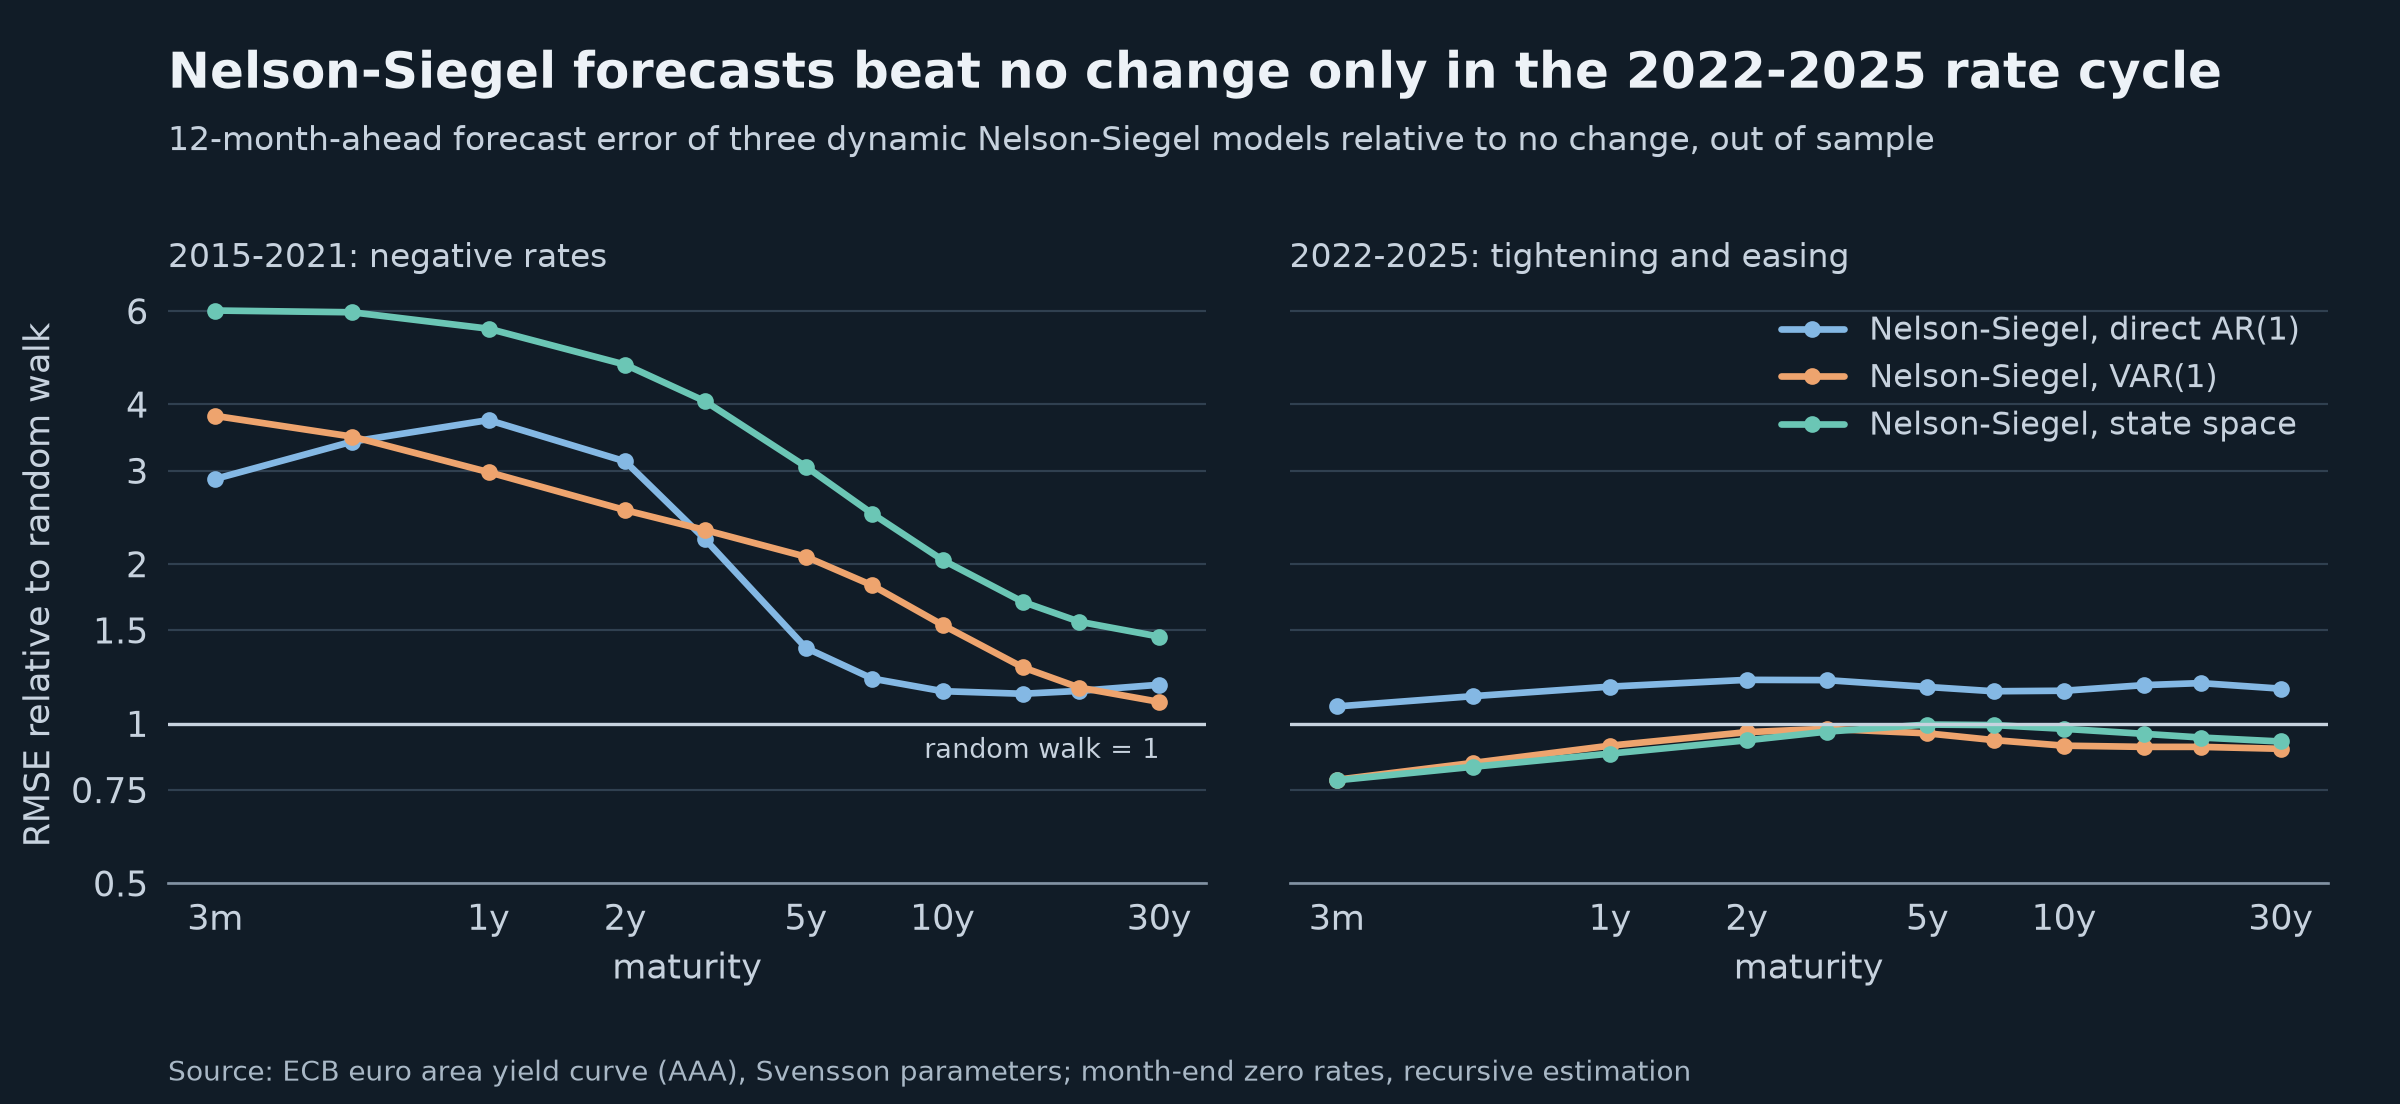 Nelson-Siegel forecasts beat no change only in the 2022-2025 rate cycle
12-month-ahead forecast error of three dynamic Nelson-Siegel models relative to no change, out of sample
2015-2021: negative rates
2022-2025: tightening and easing
RMSE relative to random walk
6
4
3
2
1.5
1
0.75
0.5
random walk = 1
Nelson-Siegel, direct AR(1)
Nelson-Siegel, VAR(1)
Nelson-Siegel, state space
3m 1y 2y 5y 10y 30y
maturity
3m 1y 2y 5y 10y 30y
maturity
Source: ECB euro area yield curve (AAA), Svensson parameters; month-end zero rates, recursive estimation